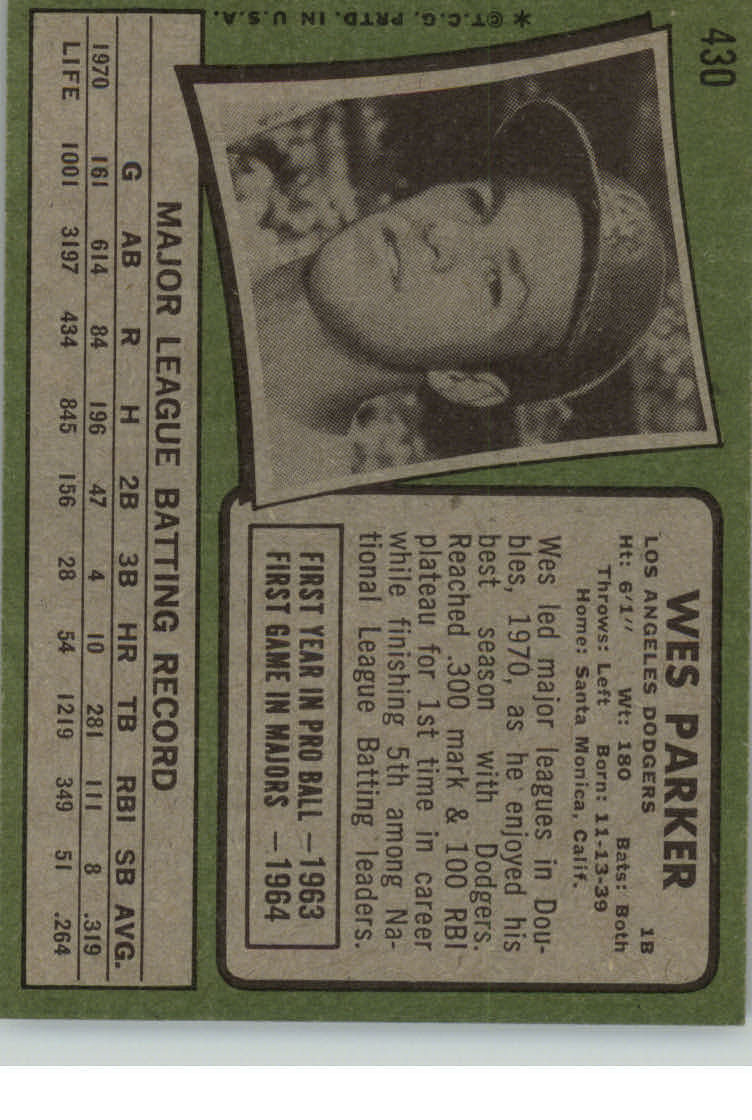 430
WES PARKER
LOS ANGELES DODGERS 1B
Ht: 6'1" Wt: 180 Bats: Both
Throws: Left Born: 11-13-39
Home: Santa Monica, Calif.
Wes led major leagues in Dou-
bles, 1970, as he enjoyed his
best season with Dodgers.
Reached .300 mark & 100 RBI
plateau for 1st time in career
while finishing 5th among Na-
tional League Batting leaders.
FIRST YEAR IN PRO BALL —1963
FIRST GAME IN MAJORS —1964
MAJOR LEAGUE BATTING RECORD
G AB R H 2B 3B HR TB RBI SB AVG.
1970 161 614 84 196 47 4 10 281 111 8 .319
LIFE 1001 3197 434 845 156 28 54 1219 349 51 .264
*©T.C.G. PRTD. IN U.S.A.